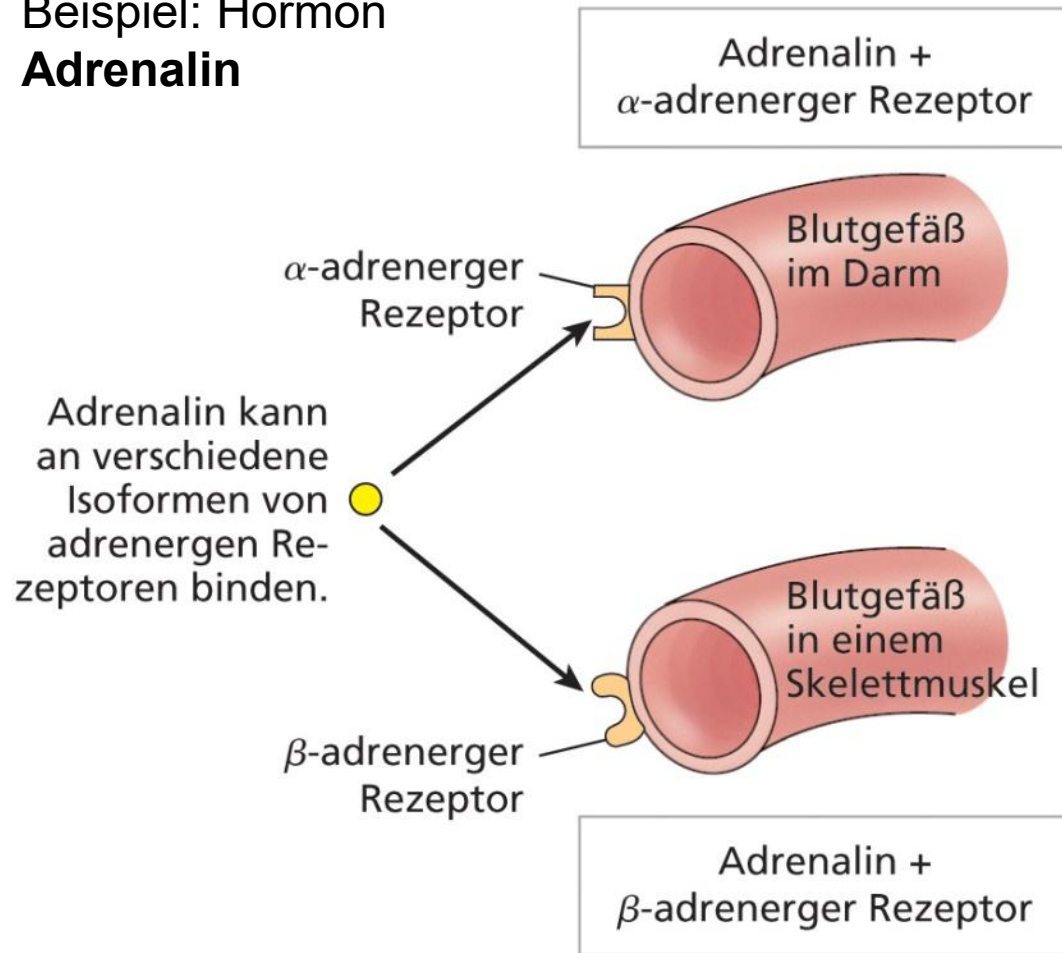 Beispiel: Hormon
Adrenalin
Adrenalin +
α-adrenerger Rezeptor
α-adrenerger
Rezeptor
Blutgefäß
im Darm
Adrenalin kann
an verschiedene
Isoformen von
adrenergen Re-
zeptoren binden.
Blutgefäß
in einem
Skelettmuskel
β-adrenerger
Rezeptor
Adrenalin +
β-adrenerger Rezeptor